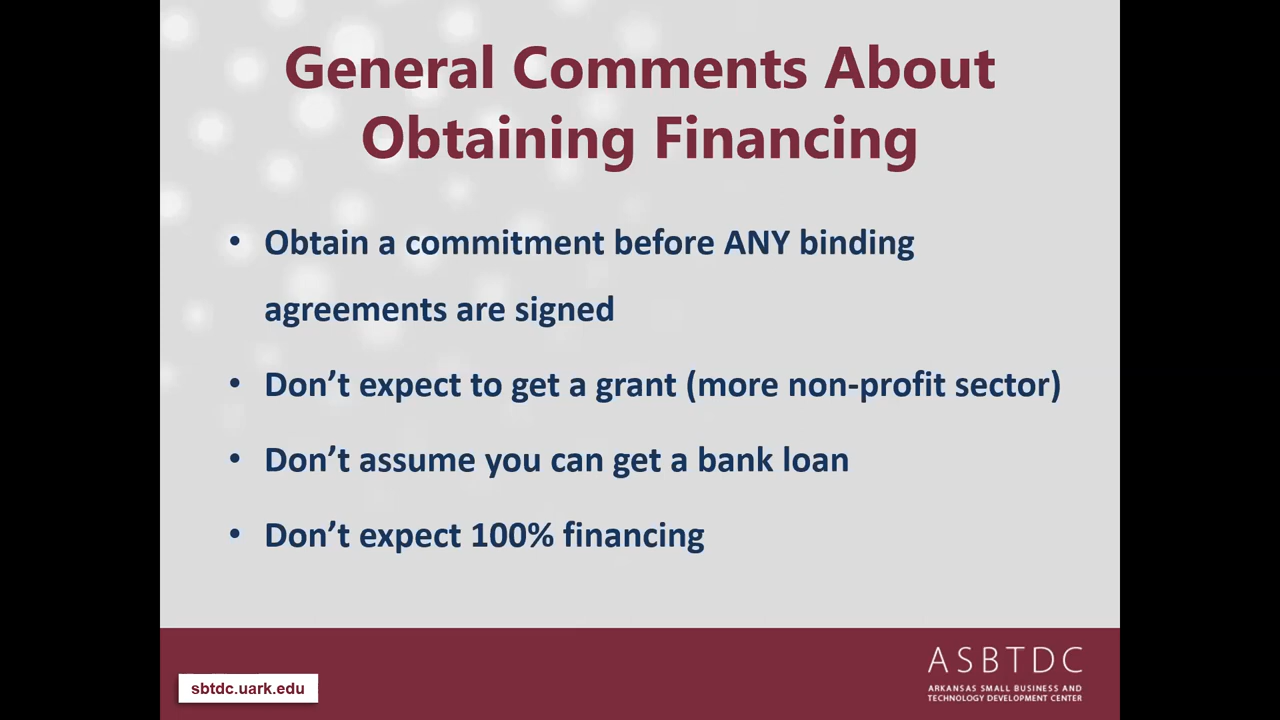 General Comments About
Obtaining Financing
• Obtain a commitment before ANY binding
agreements are signed
• Don’t expect to get a grant (more non-profit sector)
• Don’t assume you can get a bank loan
• Don’t expect 100% financing
sbtdc.uark.edu
ASBTDC
ARKANSAS SMALL BUSINESS AND
TECHNOLOGY DEVELOPMENT CENTER